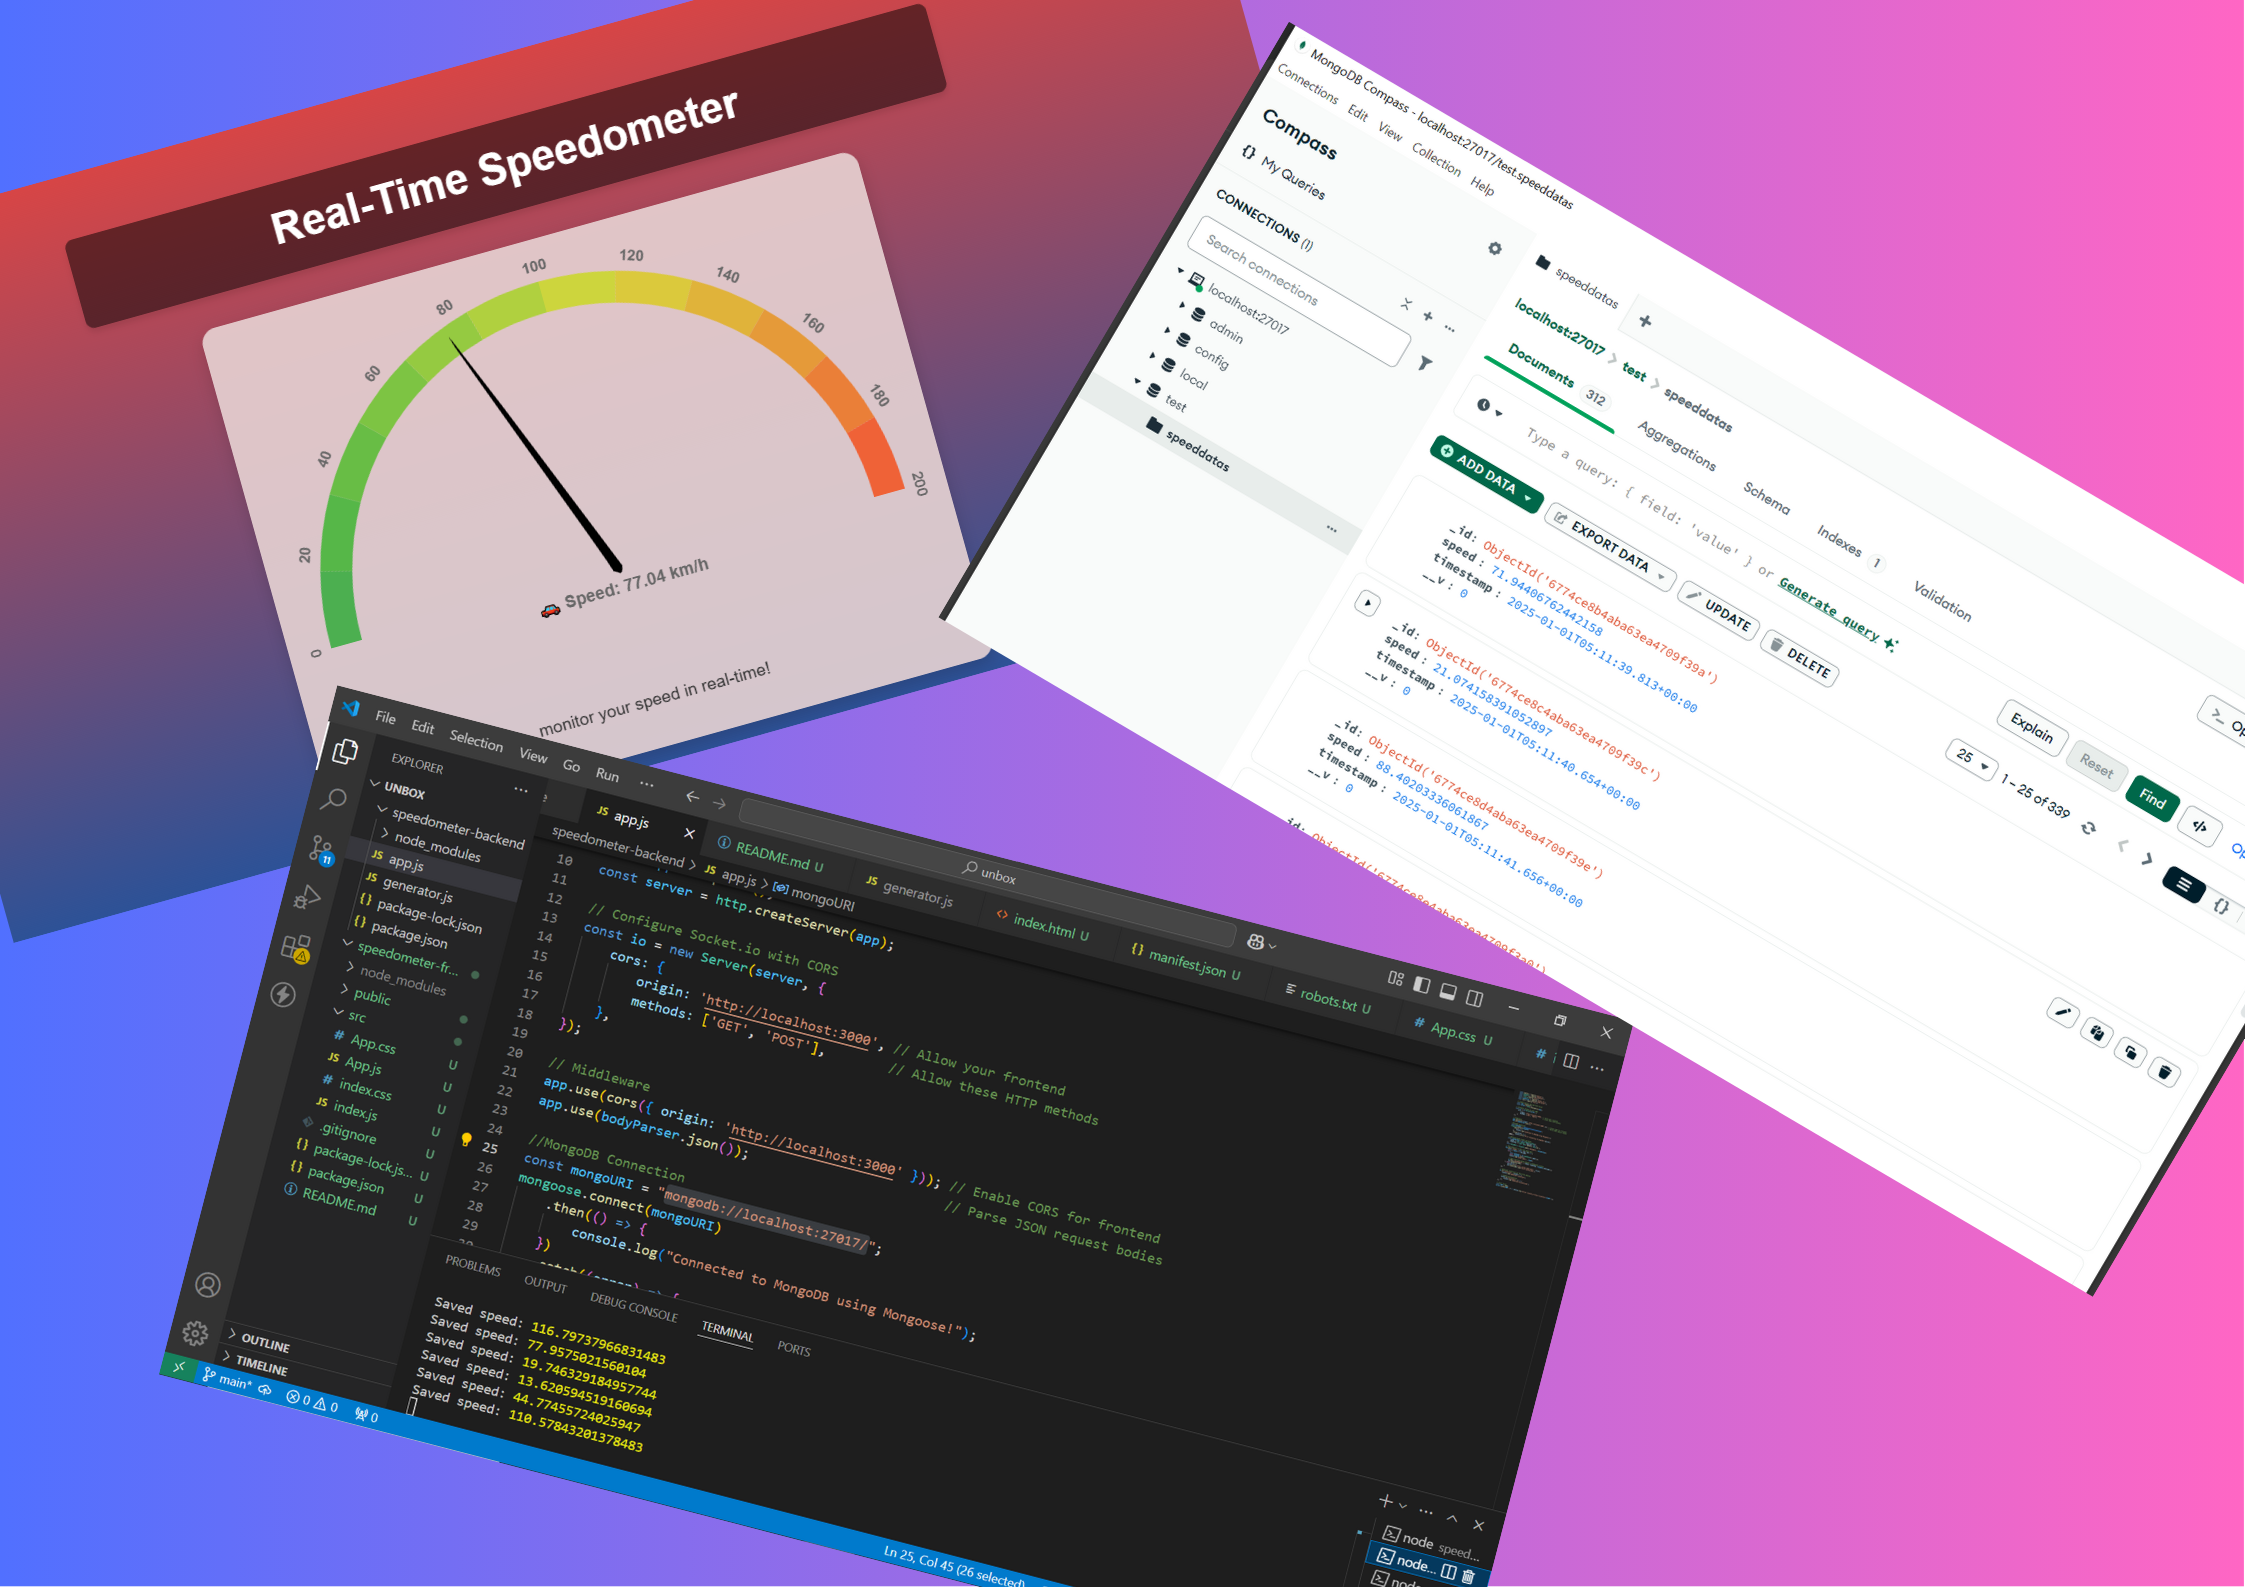 Real-Time Speedometer
0
20
40
60
80
100
120
140
160
180
200
🚗 Speed: 77.04 km/h
monitor your speed in real-time!
MongoDB Compass - localhost:27017/test.speeddatas
Connections Edit View Collection Help
Compass
{} My Queries
CONNECTIONS (1)
Search connections
localhost:27017
admin
config
local
test
speeddatas
speeddatas
localhost:27017 > test > speeddatas
Documents 312 Aggregations Schema Indexes 1 Validation
Type a query: { field: 'value' } or Generate query
Explain Reset Find </>
ADD DATA EXPORT DATA UPDATE DELETE
25 1 – 25 of 339
_id: ObjectId('6774ce8b4aba63ea4709f39a')
speed: 71.94406762442158
timestamp: 2025-01-01T05:11:39.813+00:00
__v: 0
_id: ObjectId('6774ce8c4aba63ea4709f39c')
speed: 21.07415839105​2897
timestamp: 2025-01-01T05:11:40.654+00:00
__v: 0
_id: ObjectId('6774ce8d4aba63ea4709f39e')
speed: 88.40203336061867
timestamp: 2025-01-01T05:11:41.656+00:00
__v: 0
_id: ObjectId('6774ce8e4aba63ea4709f3a0')
File Edit Selection View Go Run ...
unbox
EXPLORER
UNBOX
speedometer-backend
node_modules
JS app.js
JS generator.js
{} package-lock.json
{} package.json
speedometer-fr...
node_modules
public
src
# App.css U
JS App.js U
# index.css U
JS index.js U
.gitignore U
{} package-lock.js... U
{} package.json U
README.md U
OUTLINE
TIMELINE
JS app.js README.md U JS generator.js <> index.html U {} manifest.json U robots.txt U # App.css U
speedometer-backend > JS app.js > mongoURI
10
11 const server = http.createServer(app);
12
13 // Configure Socket.io with CORS
14 const io = new Server(server, {
15 cors: {
16 origin: 'http://localhost:3000', // Allow your frontend
17 methods: ['GET', 'POST'], // Allow these HTTP methods
18 },
19 });
20
21 // Middleware
22 app.use(cors({ origin: 'http://localhost:3000' })); // Enable CORS for frontend
23 app.use(bodyParser.json()); // Parse JSON request bodies
24
25 //MongoDB Connection
26 const mongoURI = "mongodb://localhost:27017/";
27 mongoose.connect(mongoURI)
28 .then(() => {
29 console.log("Connected to MongoDB using Mongoose!");
})
PROBLEMS OUTPUT DEBUG CONSOLE TERMINAL PORTS
Saved speed: 116.79737966831483
Saved speed: 77.9575021560104
Saved speed: 19.746329184957744
Saved speed: 13.620594519160694
Saved speed: 44.77455724025947
Saved speed: 110.57843201378483
node speed...
node...
main* 0 0 0
Ln 25, Col 45 (26 selected)